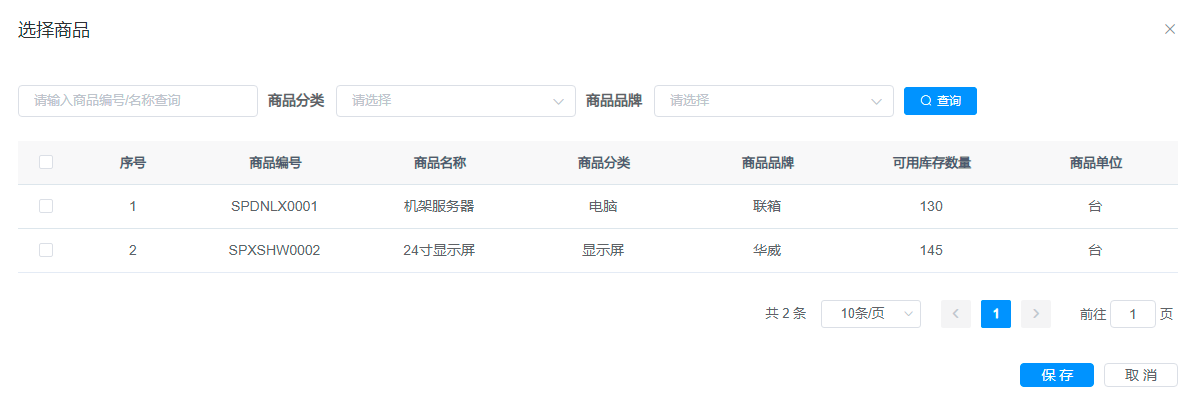 选择商品
请输入商品编号/名称查询 商品分类 请选择 商品品牌 请选择 查询
序号 商品编号 商品名称 商品分类 商品品牌 可用库存数量 商品单位
1 SPDNLX0001 机架服务器 电脑 联箱 130 台
2 SPXSHW0002 24寸显示屏 显示屏 华威 145 台
共 2 条 10条/页 1 前往 1 页
保 存 取 消